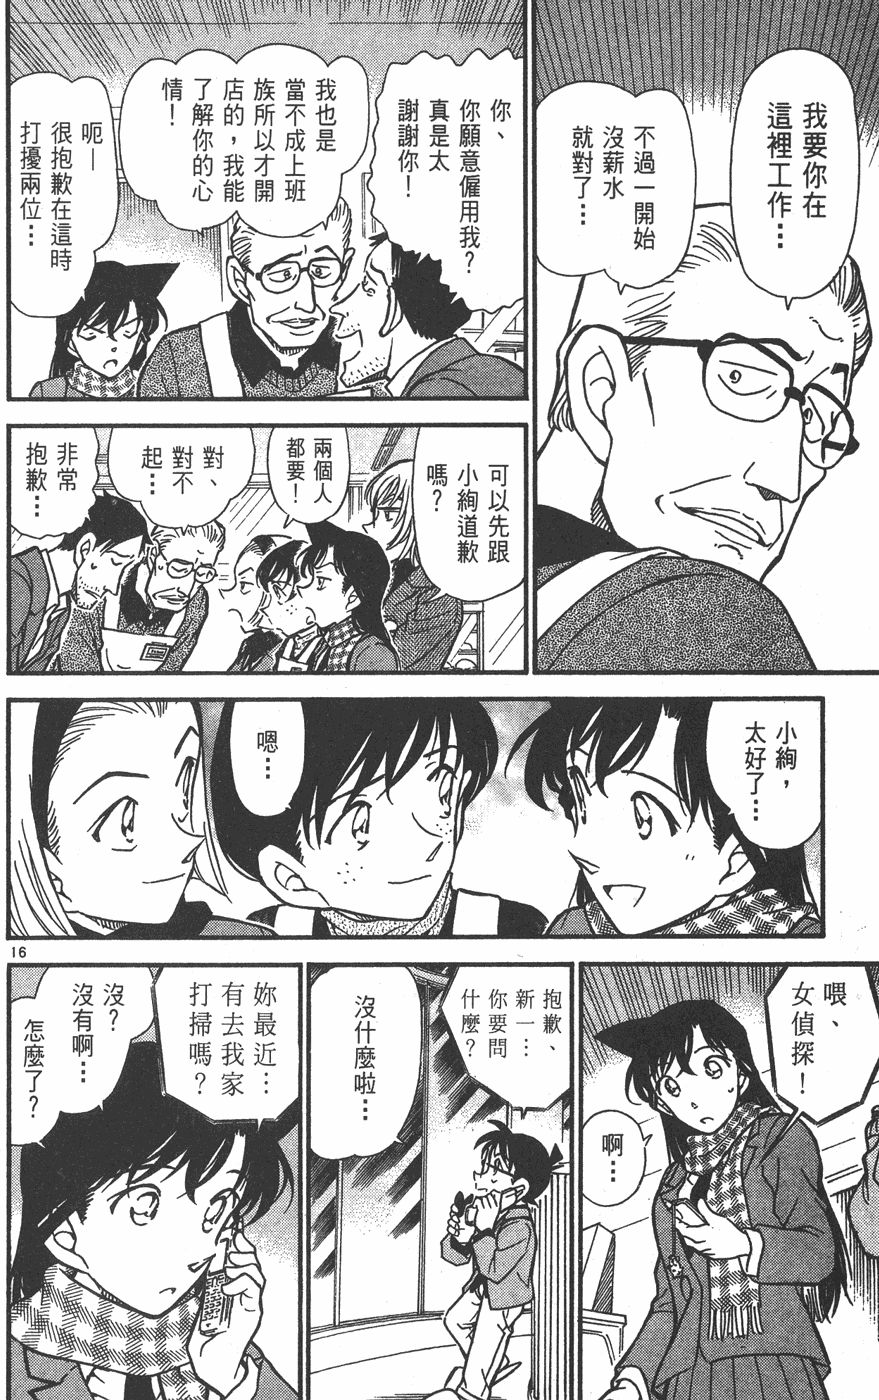 我要你在
這裡工作…
不過一開始
沒薪水
就對了…
你、
你願意僱用我？
真是太
謝謝你！
我也是
當不成上班
族所以才開
店的，我能
了解你的心
情！
呃—
很抱歉在這時
打擾兩位…
可以先跟
小絢道歉
嗎？
兩個人
都要！
對、
對不
起…
非常
抱歉…
小絢，
太好了…
嗯…
16
喂、
女偵探！
啊…
抱歉、
新一…
你要問
什麼？
沒什麼啦…
妳最近…
有去我家
打掃嗎？
沒？
沒有啊…
怎麼了？